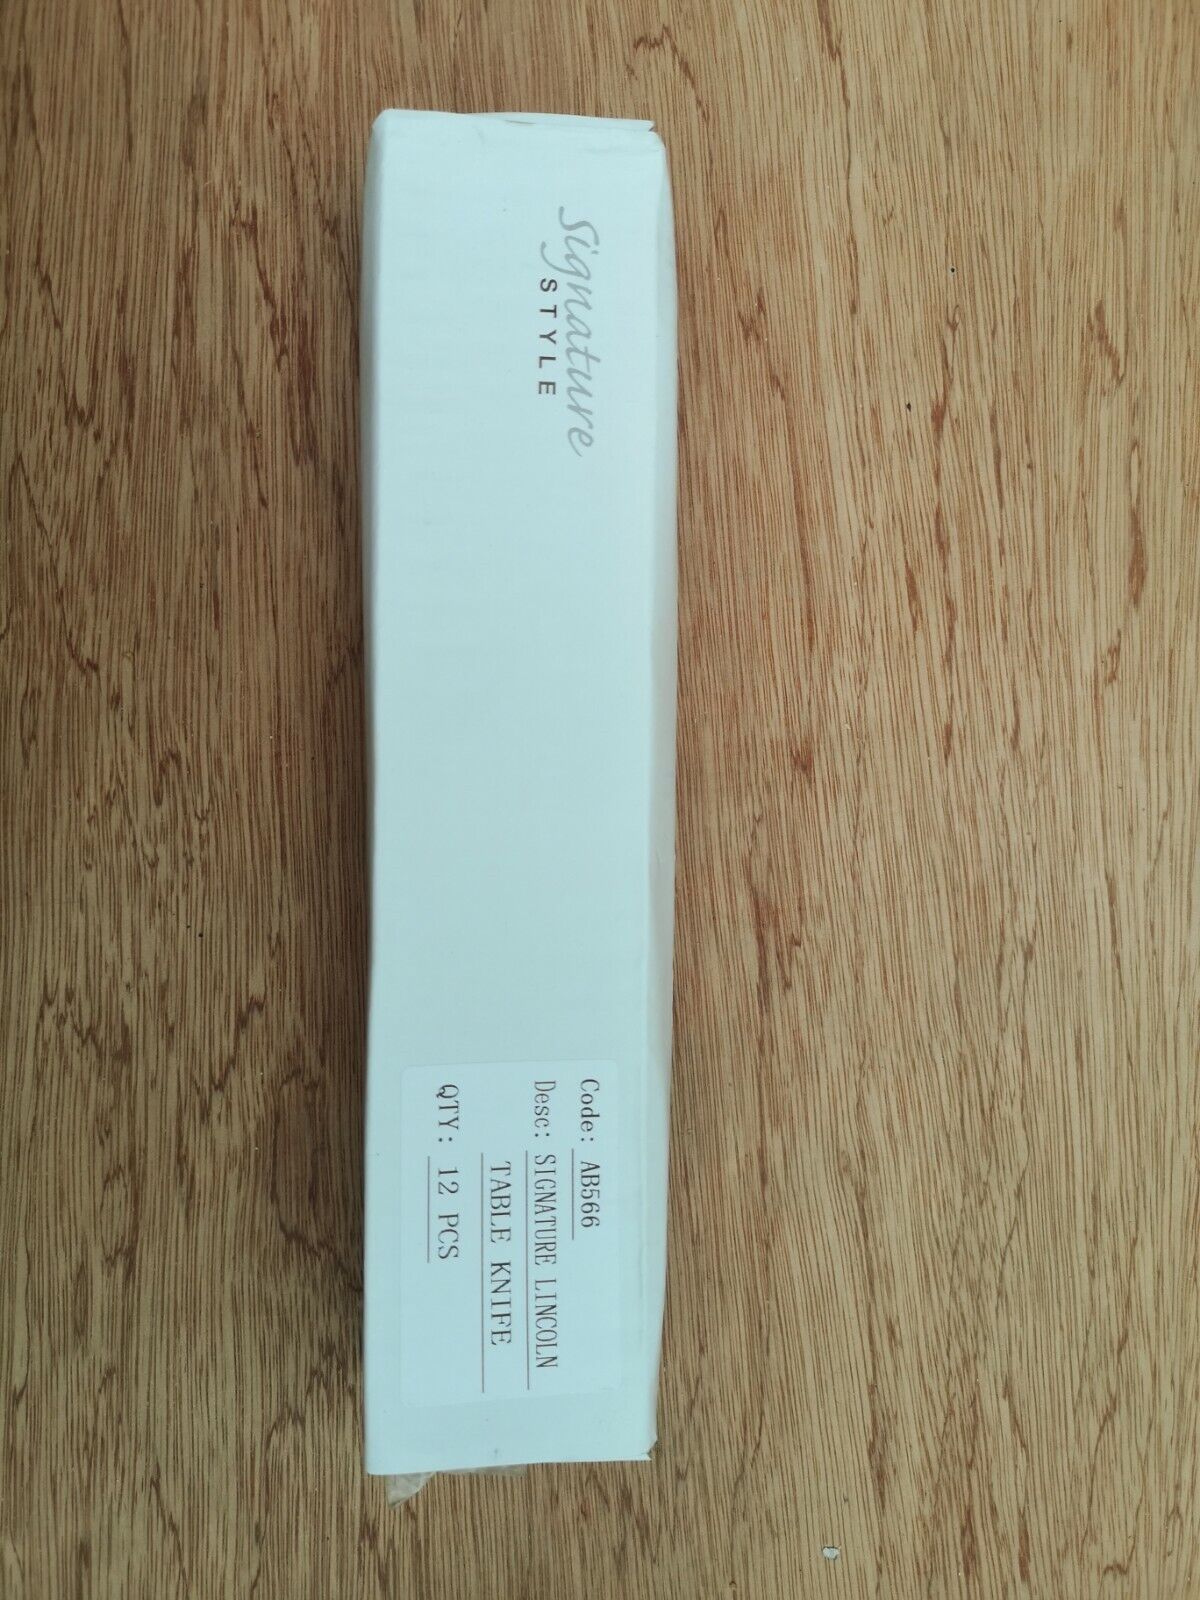 Signature
STYLE
Code: AB566
Desc: SIGNATURE LINCOLN
TABLE KNIFE
QTY: 12 PCS